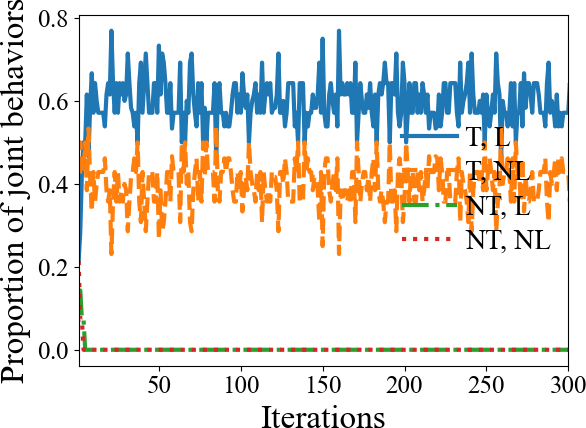 Proportion of joint behaviors
0.8
0.6
0.4
0.2
0.0
T, L
T, NL
NT, L
NT, NL
50
100
150
200
250
300
Iterations